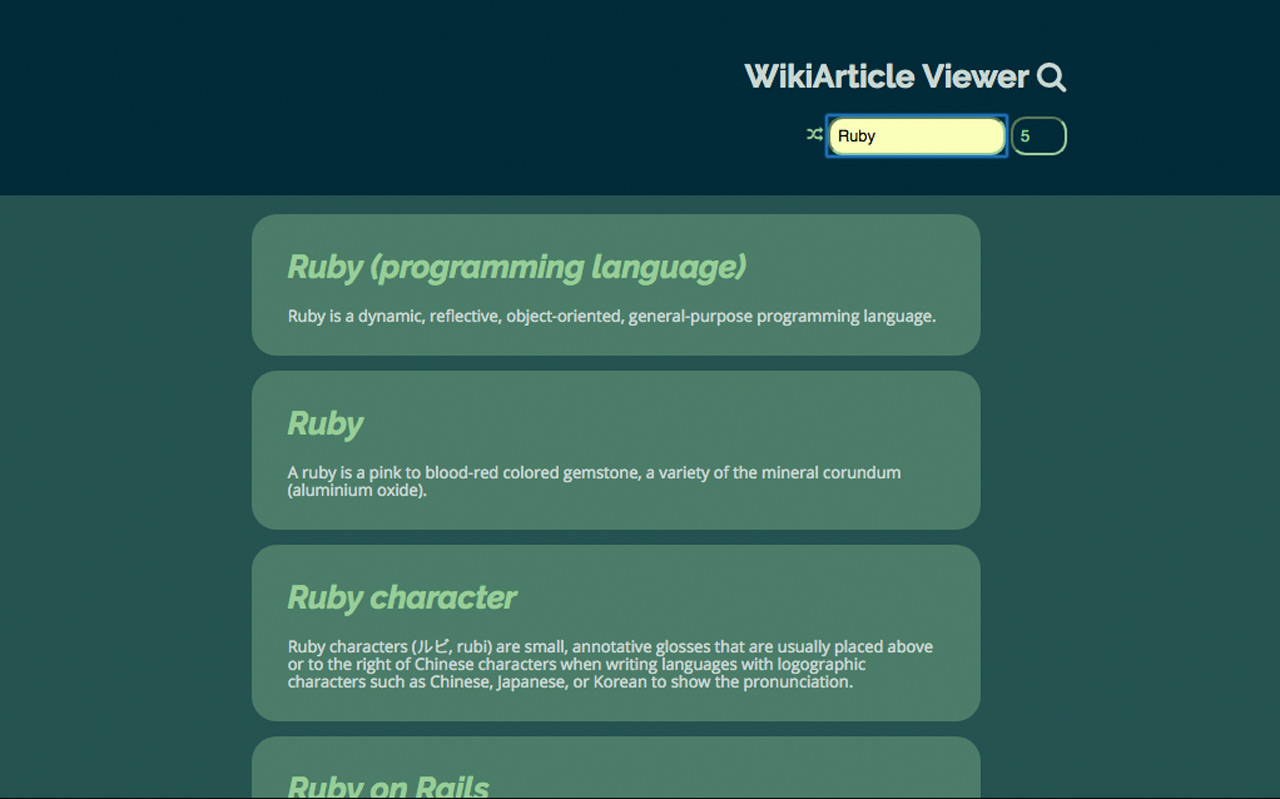 WikiArticle Viewer
Ruby
5
Ruby (programming language)
Ruby is a dynamic, reflective, object-oriented, general-purpose programming language.
Ruby
A ruby is a pink to blood-red colored gemstone, a variety of the mineral corundum
(aluminium oxide).
Ruby character
Ruby characters (ルビ, rubi) are small, annotative glosses that are usually placed above
or to the right of Chinese characters when writing languages with logographic
characters such as Chinese, Japanese, or Korean to show the pronunciation.
Ruby on Rails